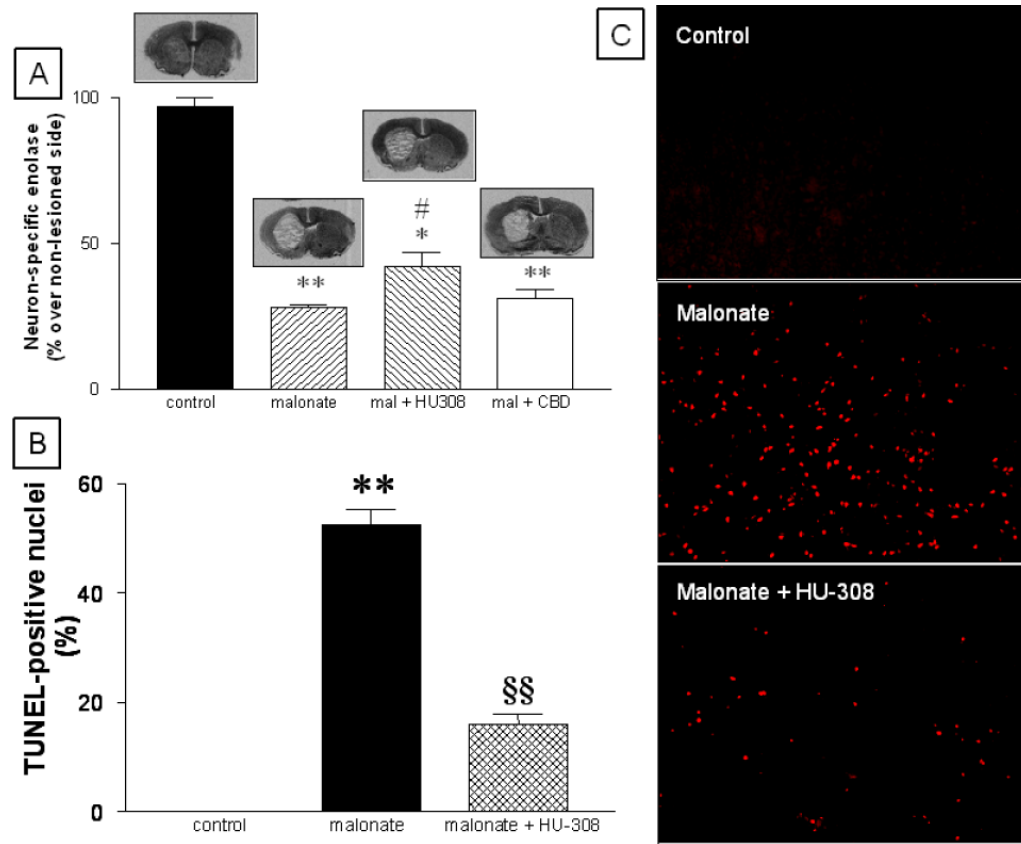 A
Neuron-specific enolase
(% over non-lesioned side)
100
50
0
**
#
*
**
control malonate mal + HU308 mal + CBD
B
TUNEL-positive nuclei
(%)
60
40
20
0
**
§§
control malonate malonate + HU-308
C
Control
Malonate
Malonate + HU-308